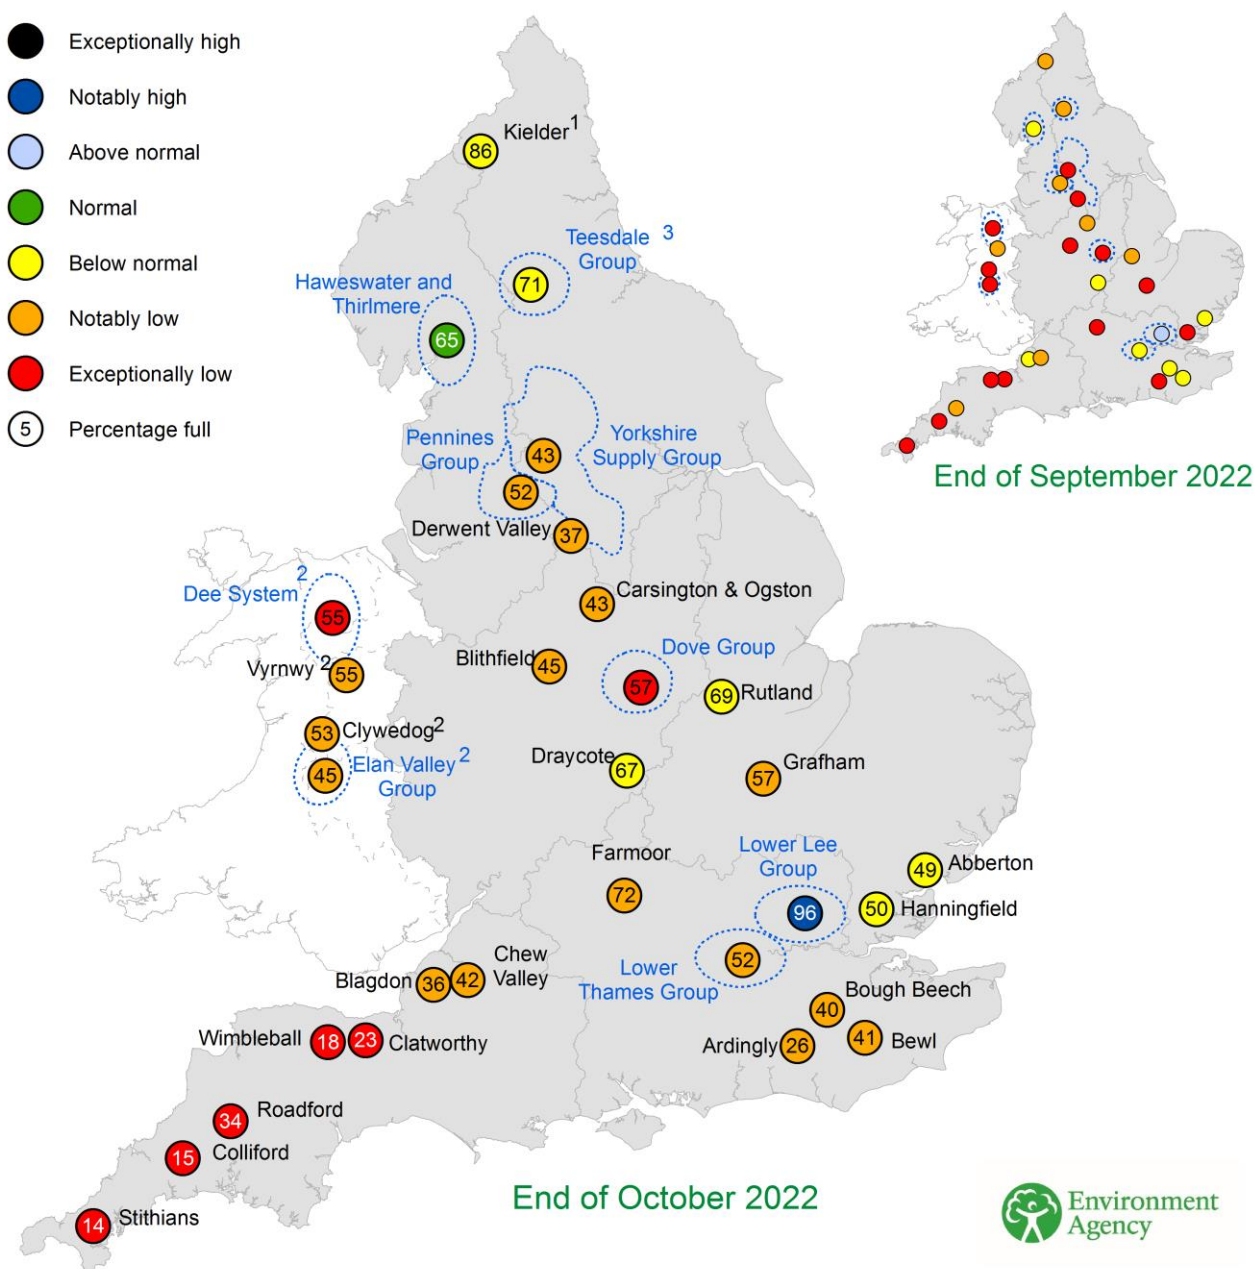 Exceptionally high
Notably high
Above normal
Normal
Below normal
Notably low
Exceptionally low
5 Percentage full
End of September 2022
Kielder 1
86
Teesdale 3
Group
71
Haweswater and
Thirlmere
65
Pennines
Group
Yorkshire
Supply Group
43
52
Derwent Valley
37
Dee System 2
55
Carsington & Ogston
43
Vyrnwy 2
55
Blithfield
45
Dove Group
57
69
Rutland
53
Clywedog 2
45
Elan Valley 2
Group
Draycote
67
57
Grafham
Farmoor
72
Lower Lee
Group
96
49
Abberton
50
Hanningfield
Blagdon
36
42
Chew
Valley
Lower
Thames Group
52
Bough Beech
40
Ardingly
26
41
Bewl
Wimbleball
18
23
Clatworthy
34
Roadford
15
Colliford
14
Stithians
End of October 2022
Environment
Agency